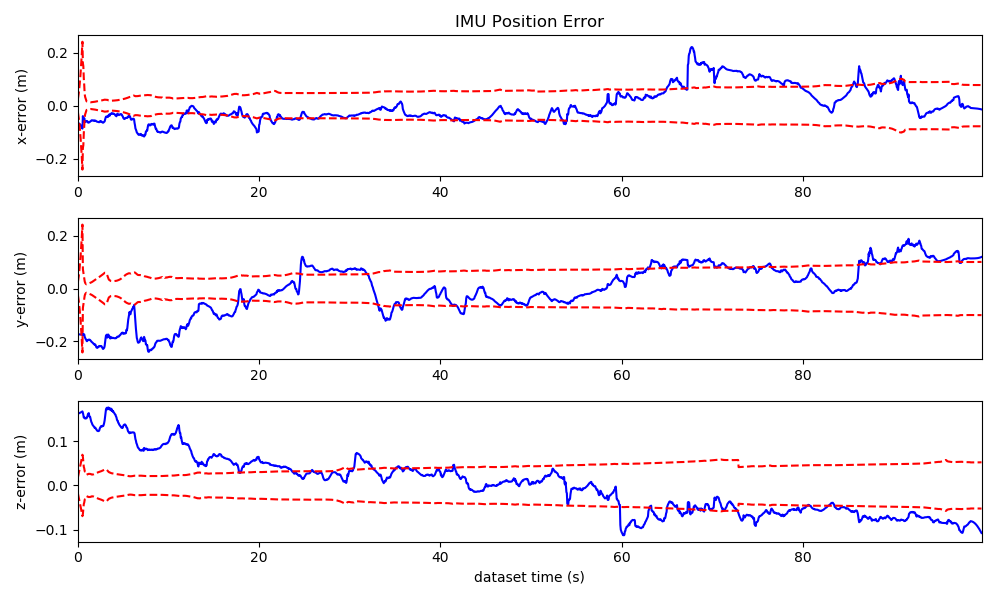 IMU Position Error
x-error (m)
0.2
0.0
−0.2
0 20 40 60 80
y-error (m)
0.2
0.0
−0.2
0 20 40 60 80
z-error (m)
0.1
0.0
−0.1
0 20 40 60 80
dataset time (s)